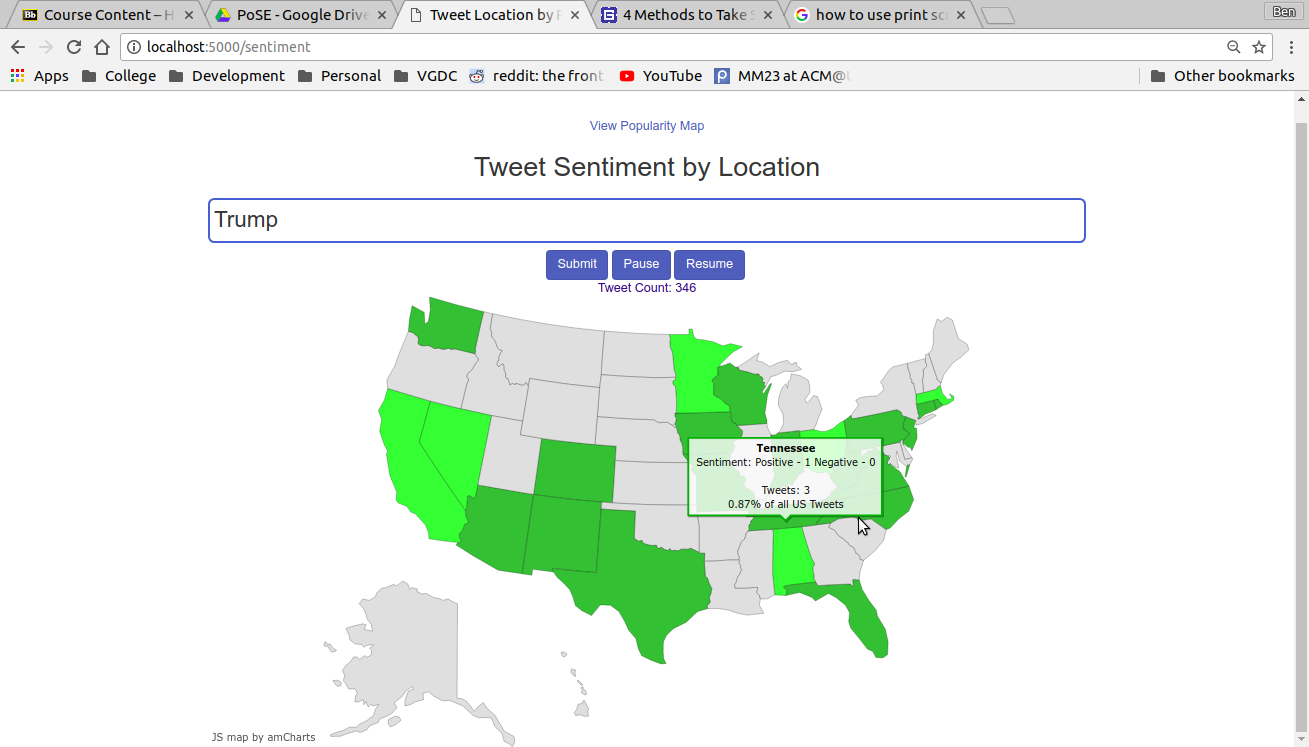 Course Content – H
PoSE - Google Drive
Tweet Location by
4 Methods to Take
how to use print sc
Ben
localhost:5000/sentiment
Apps
College
Development
Personal
VGDC
reddit: the front
YouTube
MM23 at ACM@
Other bookmarks
View Popularity Map
Tweet Sentiment by Location
Trump
Submit Pause Resume
Tweet Count: 346
Tennessee
Sentiment: Positive - 1 Negative - 0
Tweets: 3
0.87% of all US Tweets
JS map by amCharts